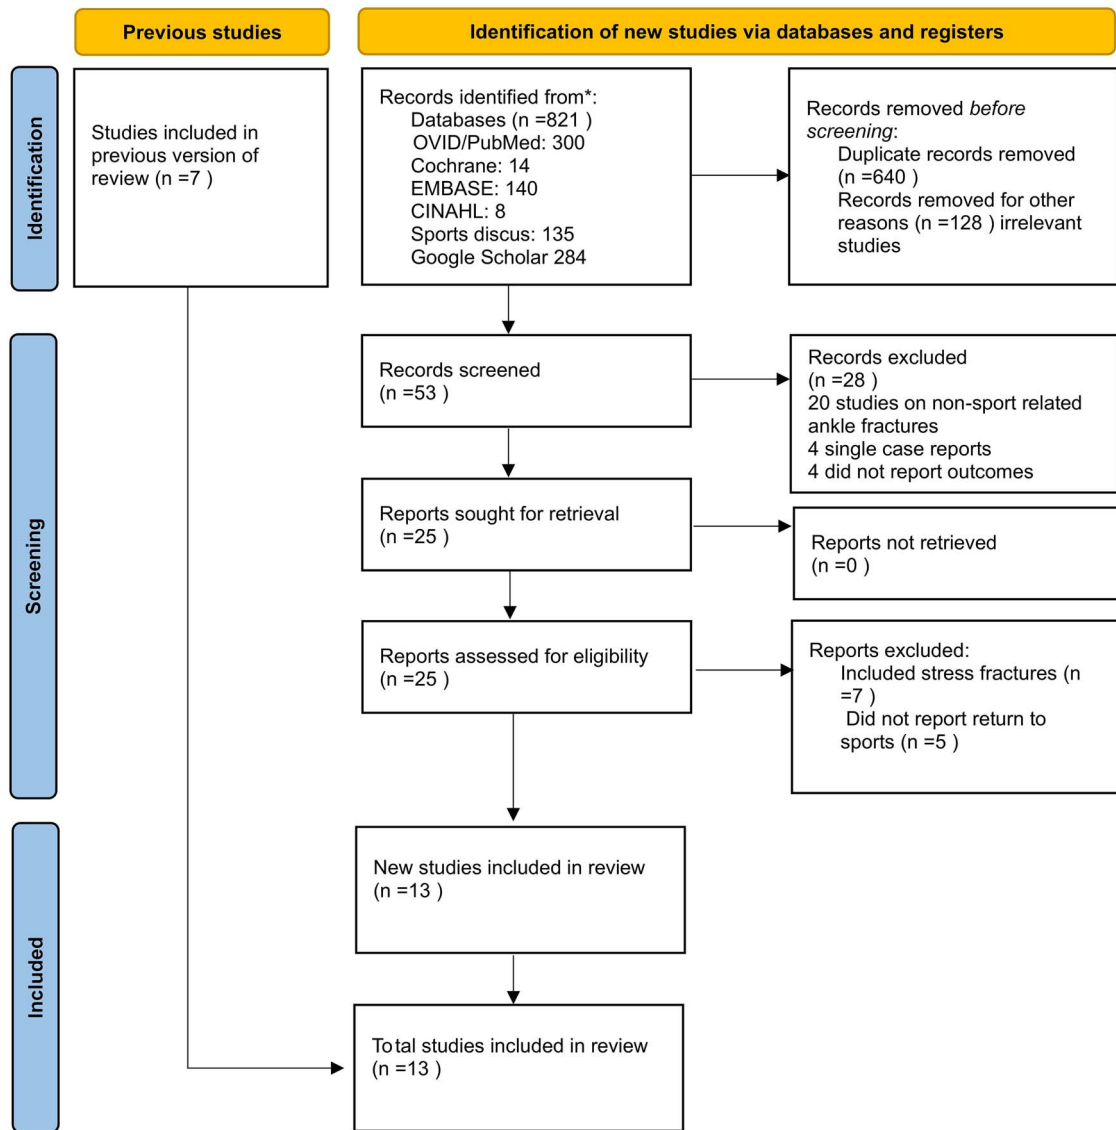 Previous studies
Identification of new studies via databases and registers
Identification
Studies included in
previous version of
review (n =7 )
Records identified from*:
Databases (n =821 )
OVID/PubMed: 300
Cochrane: 14
EMBASE: 140
CINAHL: 8
Sports discus: 135
Google Scholar 284
Records removed before
screening:
Duplicate records removed
(n =640 )
Records removed for other
reasons (n =128 ) irrelevant
studies
Screening
Records screened
(n =53 )
Records excluded
(n =28 )
20 studies on non-sport related
ankle fractures
4 single case reports
4 did not report outcomes
Reports sought for retrieval
(n =25 )
Reports not retrieved
(n =0 )
Reports assessed for eligibility
(n =25 )
Reports excluded:
Included stress fractures (n
=7 )
Did not report return to
sports (n =5 )
Included
New studies included in review
(n =13 )
Total studies included in review
(n =13 )